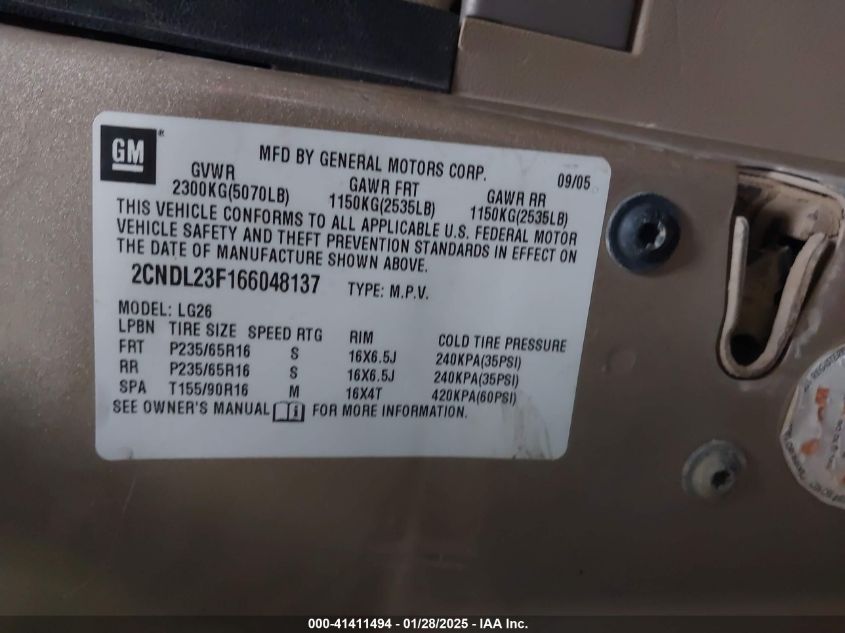 GM
MFD BY GENERAL MOTORS CORP. 09/05
GVWR GAWR FRT GAWR RR
2300KG(5070LB) 1150KG(2535LB) 1150KG(2535LB)
THIS VEHICLE CONFORMS TO ALL APPLICABLE U.S. FEDERAL MOTOR
VEHICLE SAFETY AND THEFT PREVENTION STANDARDS IN EFFECT ON
THE DATE OF MANUFACTURE SHOWN ABOVE.
2CNDL23F166048137 TYPE: M.P.V.
MODEL: LG26
LPBN TIRE SIZE SPEED RTG RIM COLD TIRE PRESSURE
FRT P235/65R16 S 16X6.5J 240KPA(35PSI)
RR P235/65R16 S 16X6.5J 240KPA(35PSI)
SPA T155/90R16 M 16X4T 420KPA(60PSI)
SEE OWNER'S MANUAL FOR MORE INFORMATION.
000-41411494 | 01/28/2025 - © IAA Inc.